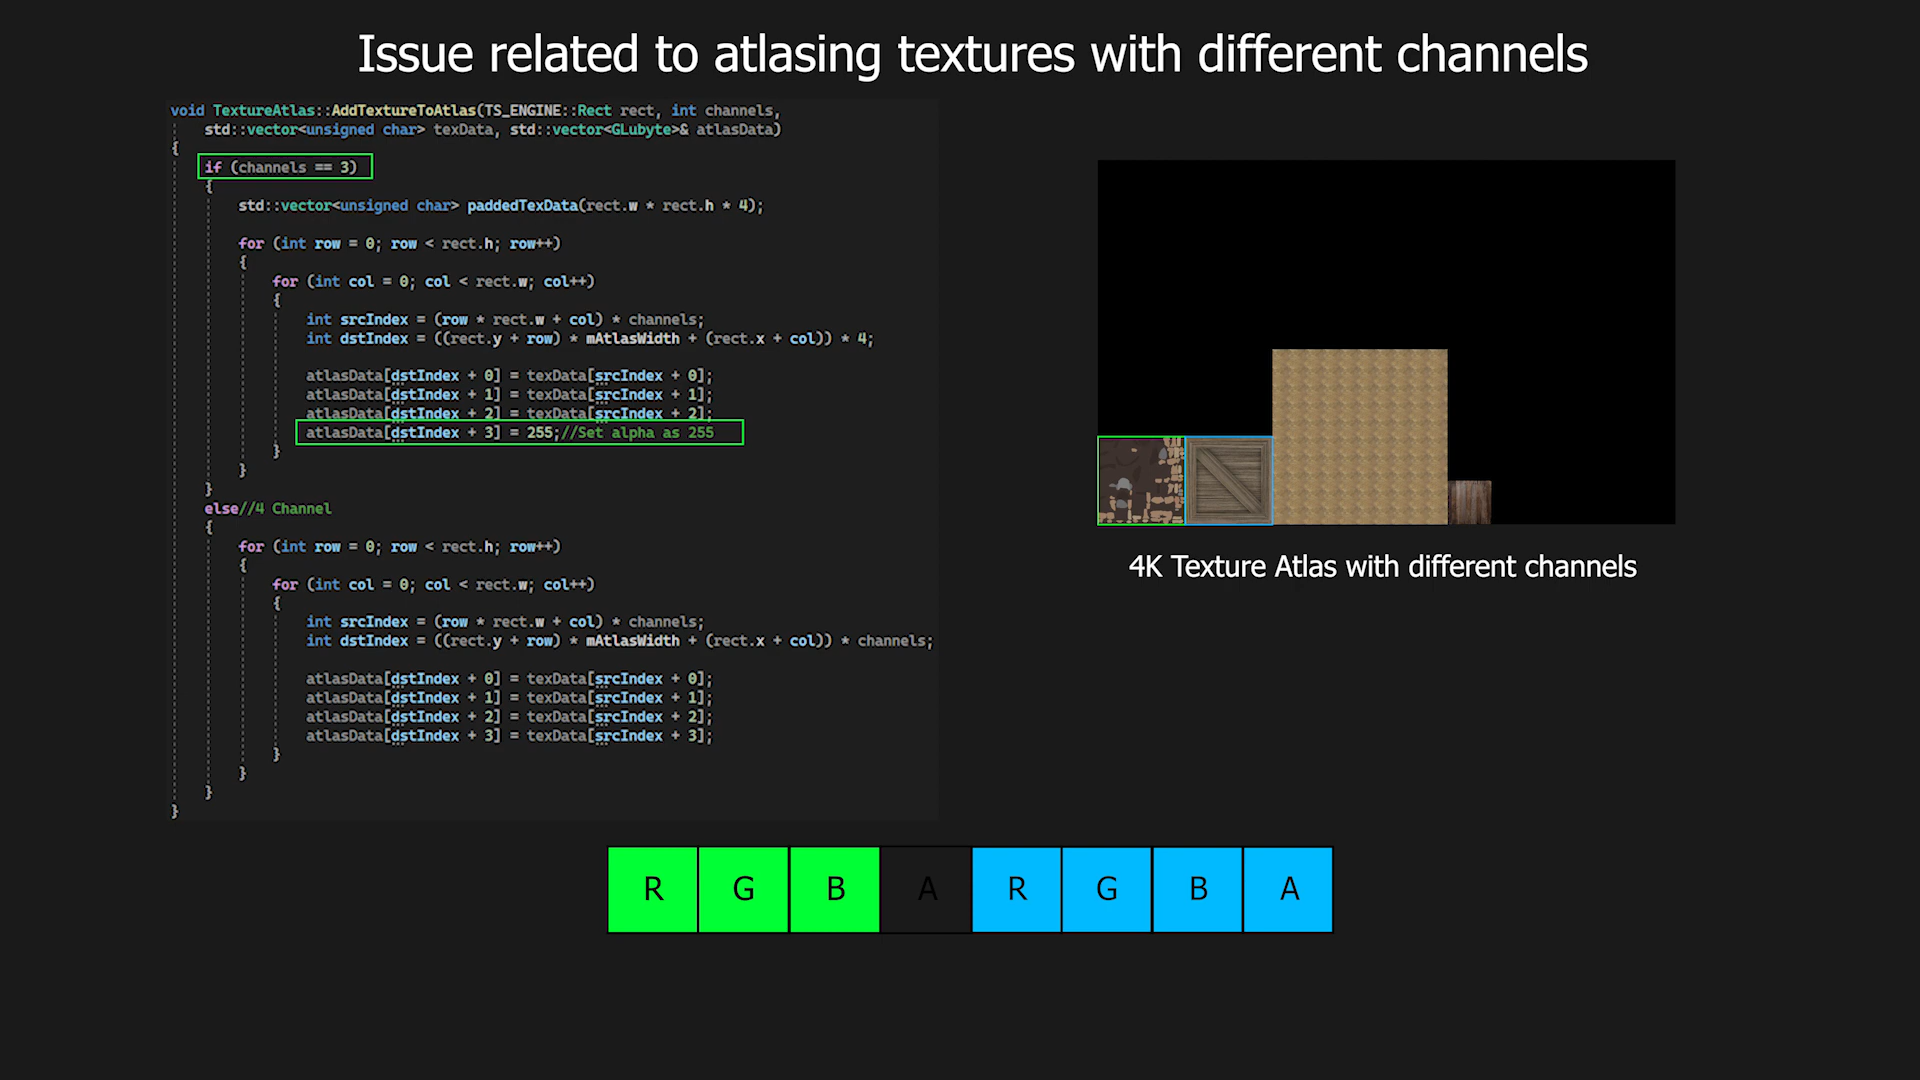 Issue related to atlasing textures with different channels
void TextureAtlas::AddTextureToAtlas(TS_ENGINE::Rect rect, int channels,
std::vector<unsigned char> texData, std::vector<GLubyte>& atlasData)
{
if (channels == 3)
{
std::vector<unsigned char> paddedTexData(rect.w * rect.h * 4);
for (int row = 0; row < rect.h; row++)
{
for (int col = 0; col < rect.w; col++)
{
int srcIndex = (row * rect.w + col) * channels;
int dstIndex = ((rect.y + row) * mAtlasWidth + (rect.x + col)) * 4;
atlasData[dstIndex + 0] = texData[srcIndex + 0];
atlasData[dstIndex + 1] = texData[srcIndex + 1];
atlasData[dstIndex + 2] = texData[srcIndex + 2];
atlasData[dstIndex + 3] = 255;//Set alpha as 255
}
}
}
else//4 Channel
{
for (int row = 0; row < rect.h; row++)
{
for (int col = 0; col < rect.w; col++)
{
int srcIndex = (row * rect.w + col) * channels;
int dstIndex = ((rect.y + row) * mAtlasWidth + (rect.x + col)) * channels;
atlasData[dstIndex + 0] = texData[srcIndex + 0];
atlasData[dstIndex + 1] = texData[srcIndex + 1];
atlasData[dstIndex + 2] = texData[srcIndex + 2];
atlasData[dstIndex + 3] = texData[srcIndex + 3];
}
}
}
}
4K Texture Atlas with different channels
R G B A R G B A